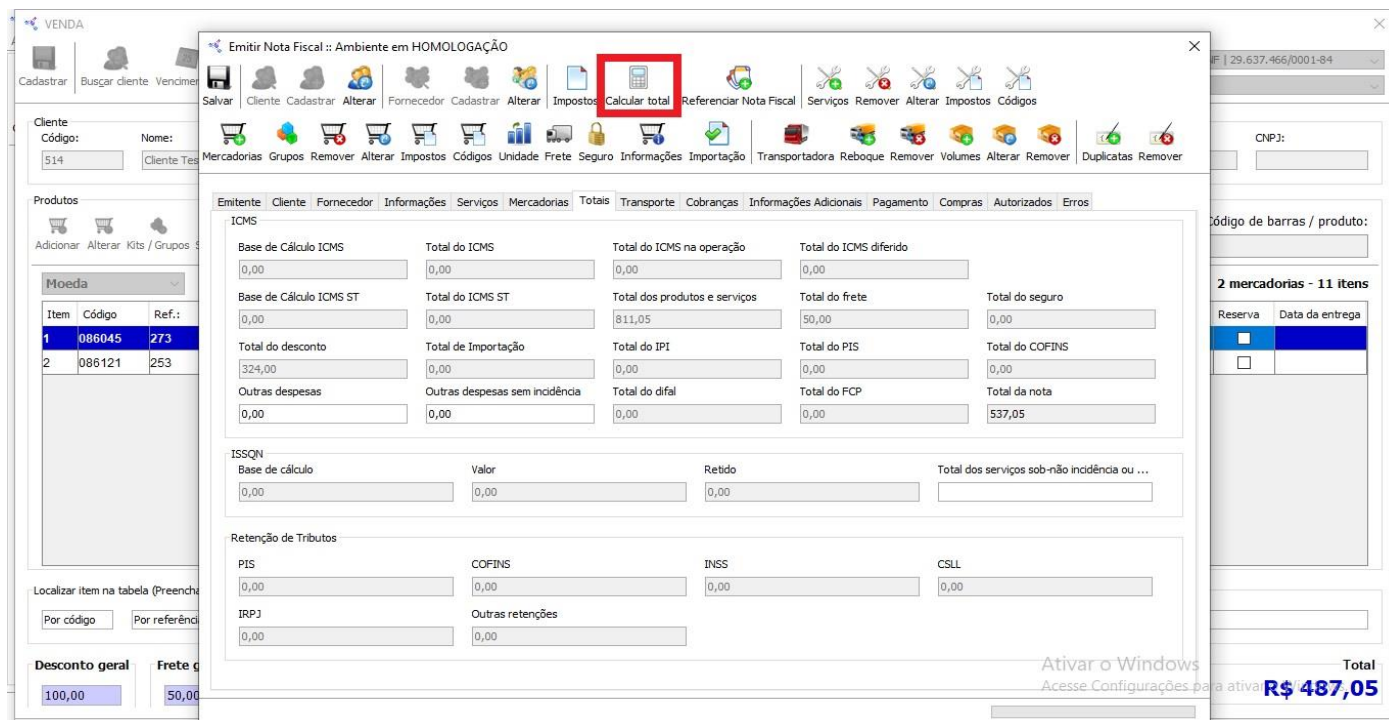 VENDA
Emitir Nota Fiscal :: Ambiente em HOMOLOGAÇÃO
NF | 29.637.466/0001-84
Cadastrar Buscar cliente
Salvar Cliente Cadastrar Alterar Fornecedor Cadastrar Alterar Impostos Calcular total Referenciar Nota Fiscal Serviços Remover Alterar Impostos Códigos
Mercadorias Grupos Remover Alterar Impostos Códigos Unidade Frete Seguro Informações Importação Transportadora Reboque Remover Volumes Alterar Remover Duplicatas Remover
Cliente
Código: Nome: CNPJ:
514 Cliente Tes
Emitente Cliente Fornecedor Informações Serviços Mercadorias Totais Transporte Cobranças Informações Adicionais Pagamento Compras Autorizados Erros
Produtos
Adicionar Alterar Kits / Grupos
Código de barras / produto:
Moeda
2 mercadorias - 11 itens
Item Código Ref.: Reserva Data da entrega
1 086045 273
2 086121 253
ICMS
Base de Cálculo ICMS Total do ICMS Total do ICMS na operação Total do ICMS diferido
0,00 0,00 0,00 0,00
Base de Cálculo ICMS ST Total do ICMS ST Total dos produtos e serviços Total do frete Total do seguro
0,00 0,00 811,05 50,00 0,00
Total do desconto Total de Importação Total do IPI Total do PIS Total do COFINS
324,00 0,00 0,00 0,00 0,00
Outras despesas Outras despesas sem incidência Total do difal Total do FCP Total da nota
0,00 0,00 0,00 0,00 537,05
ISSQN
Base de cálculo Valor Retido Total dos serviços sob-não incidência ou ...
0,00 0,00 0,00
Retenção de Tributos
PIS COFINS INSS CSLL
0,00 0,00 0,00 0,00
IRPJ Outras retenções
0,00 0,00
Localizar item na tabela (Preencha
Por código Por referênci
Desconto geral Frete g
100,00 50,00
Ativar o Windows
Acesse Configurações para ativar
Total
R$ 487,05